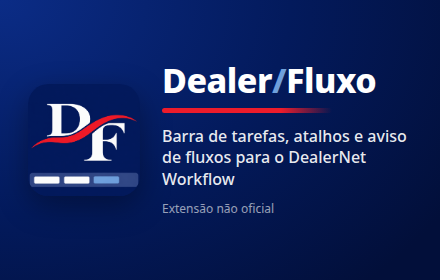 DF
Dealer/Fluxo
Barra de tarefas, atalhos e aviso
de fluxos para o DealerNet
Workflow
Extensão não oficial